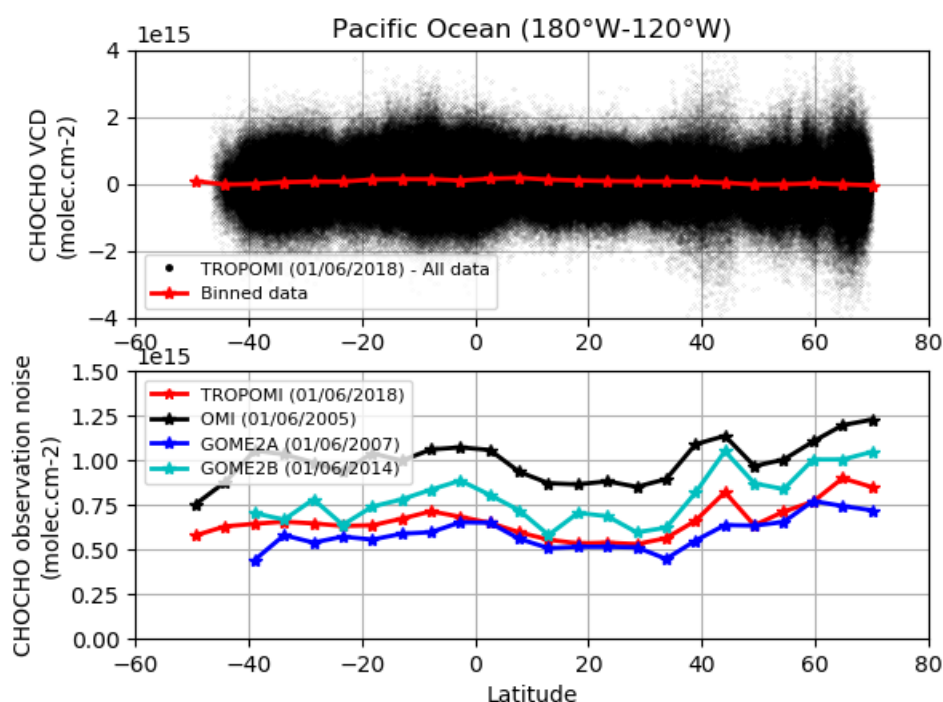 Pacific Ocean (180°W-120°W)
1e15
CHOCHO VCD
(molec.cm-2)
4
2
0
−2
−4
TROPOMI (01/06/2018) - All data
Binned data
−60 −40 −20 0 20 40 60 80
1e15
CHOCHO observation noise
(molec.cm-2)
1.50
1.25
1.00
0.75
0.50
0.25
0.00
TROPOMI (01/06/2018)
OMI (01/06/2005)
GOME2A (01/06/2007)
GOME2B (01/06/2014)
−60 −40 −20 0 20 40 60 80
Latitude